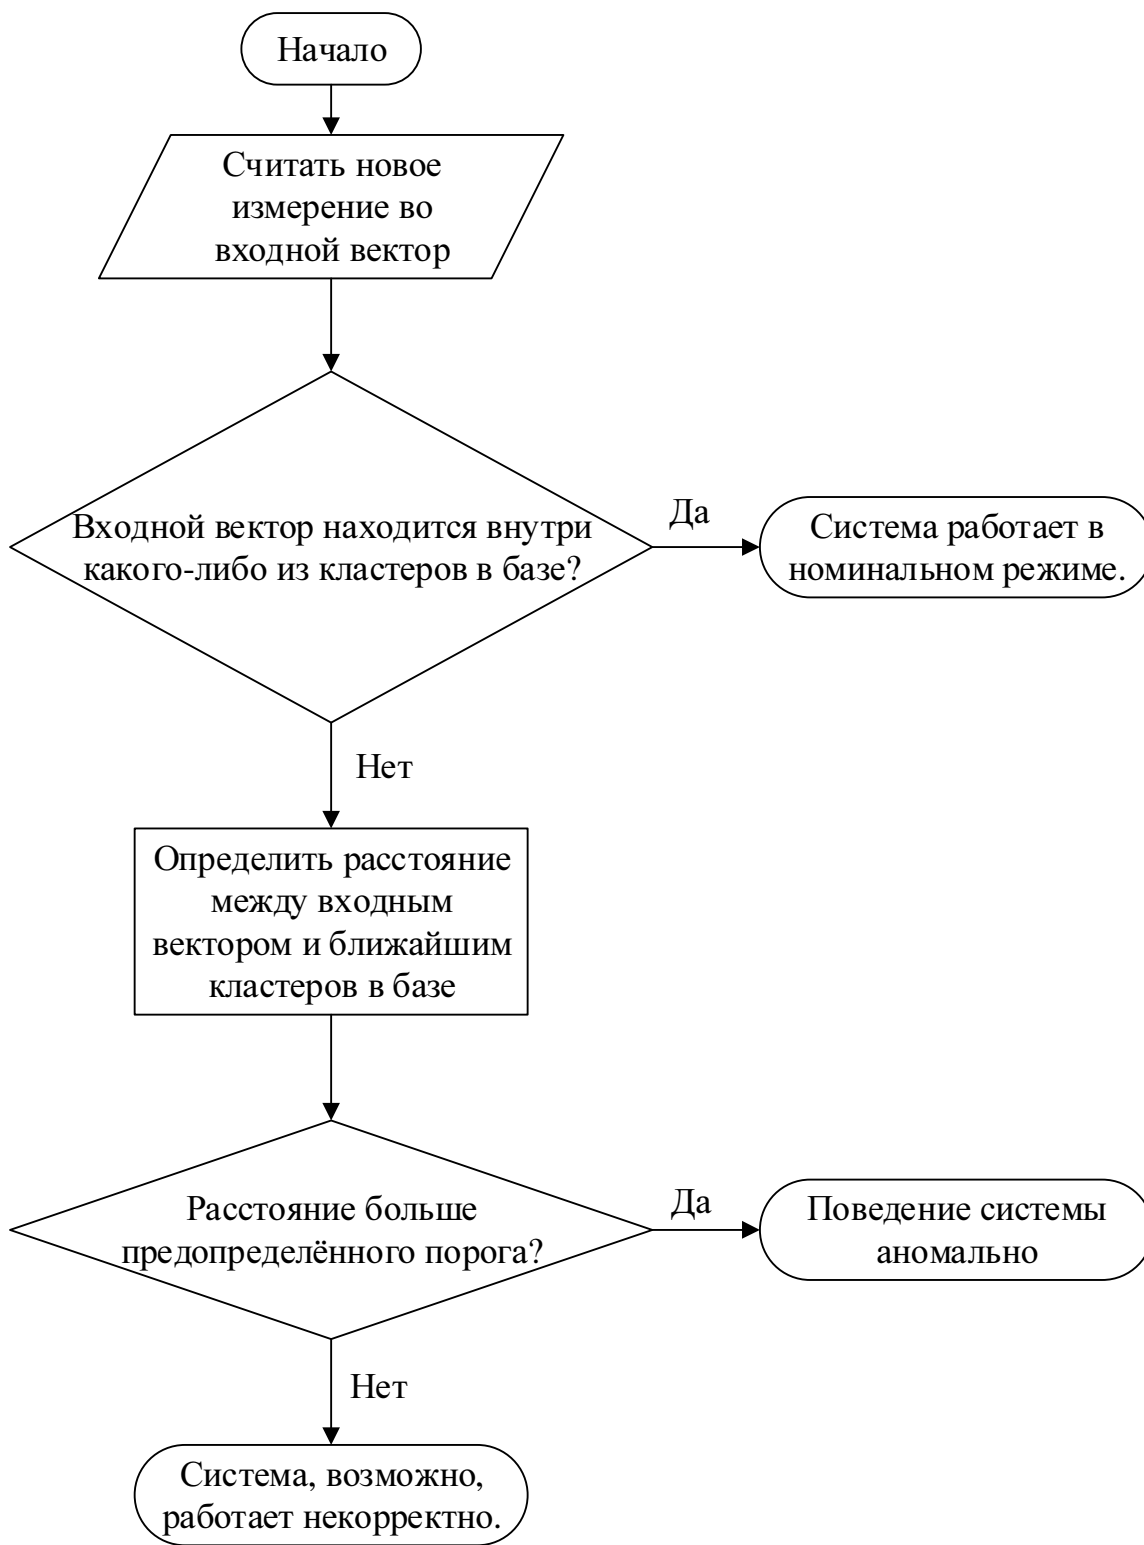 Начало
Считать новое
измерение во
входной вектор
Входной вектор находится внутри
какого-либо из кластеров в базе?
Да
Система работает в
номинальном режиме.
Нет
Определить расстояние
между входным
вектором и ближайшим
кластеров в базе
Расстояние больше
предопределённого порога?
Да
Поведение системы
аномально
Нет
Система, возможно,
работает некорректно.